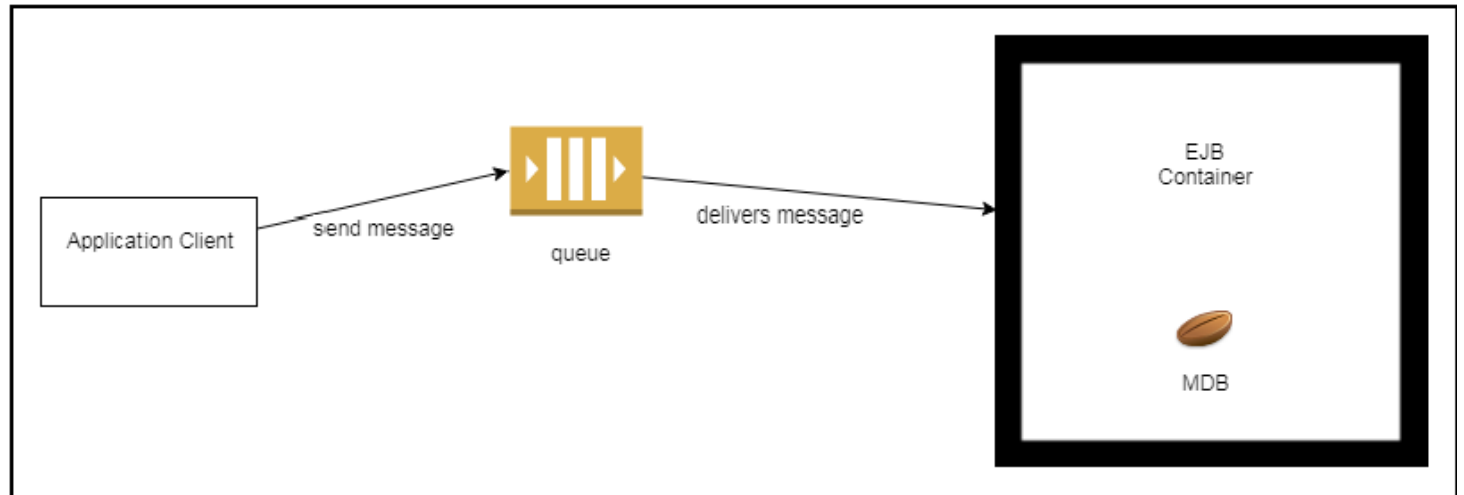 Application Client
send message
queue
delivers message
EJB
Container
MDB